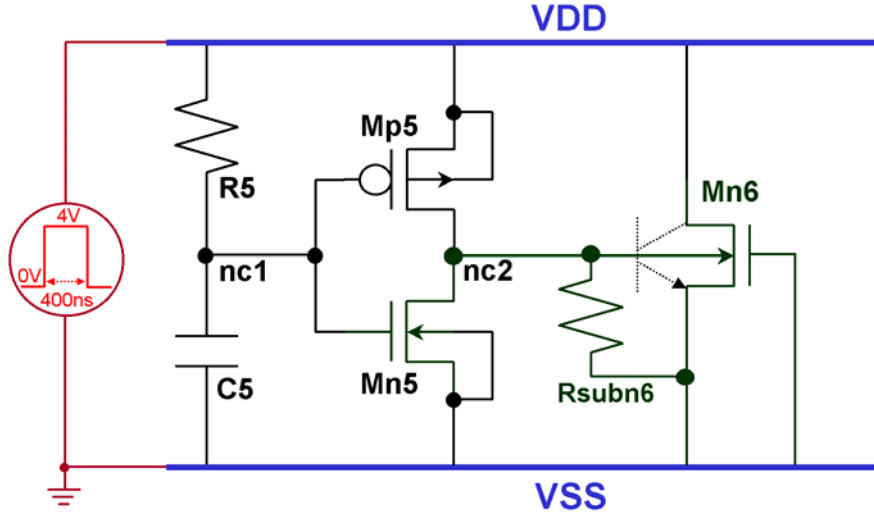 VDD
Mp5
R5
Mn6
4V
0V
400ns
nc1
nc2
C5
Mn5
Rsubn6
VSS